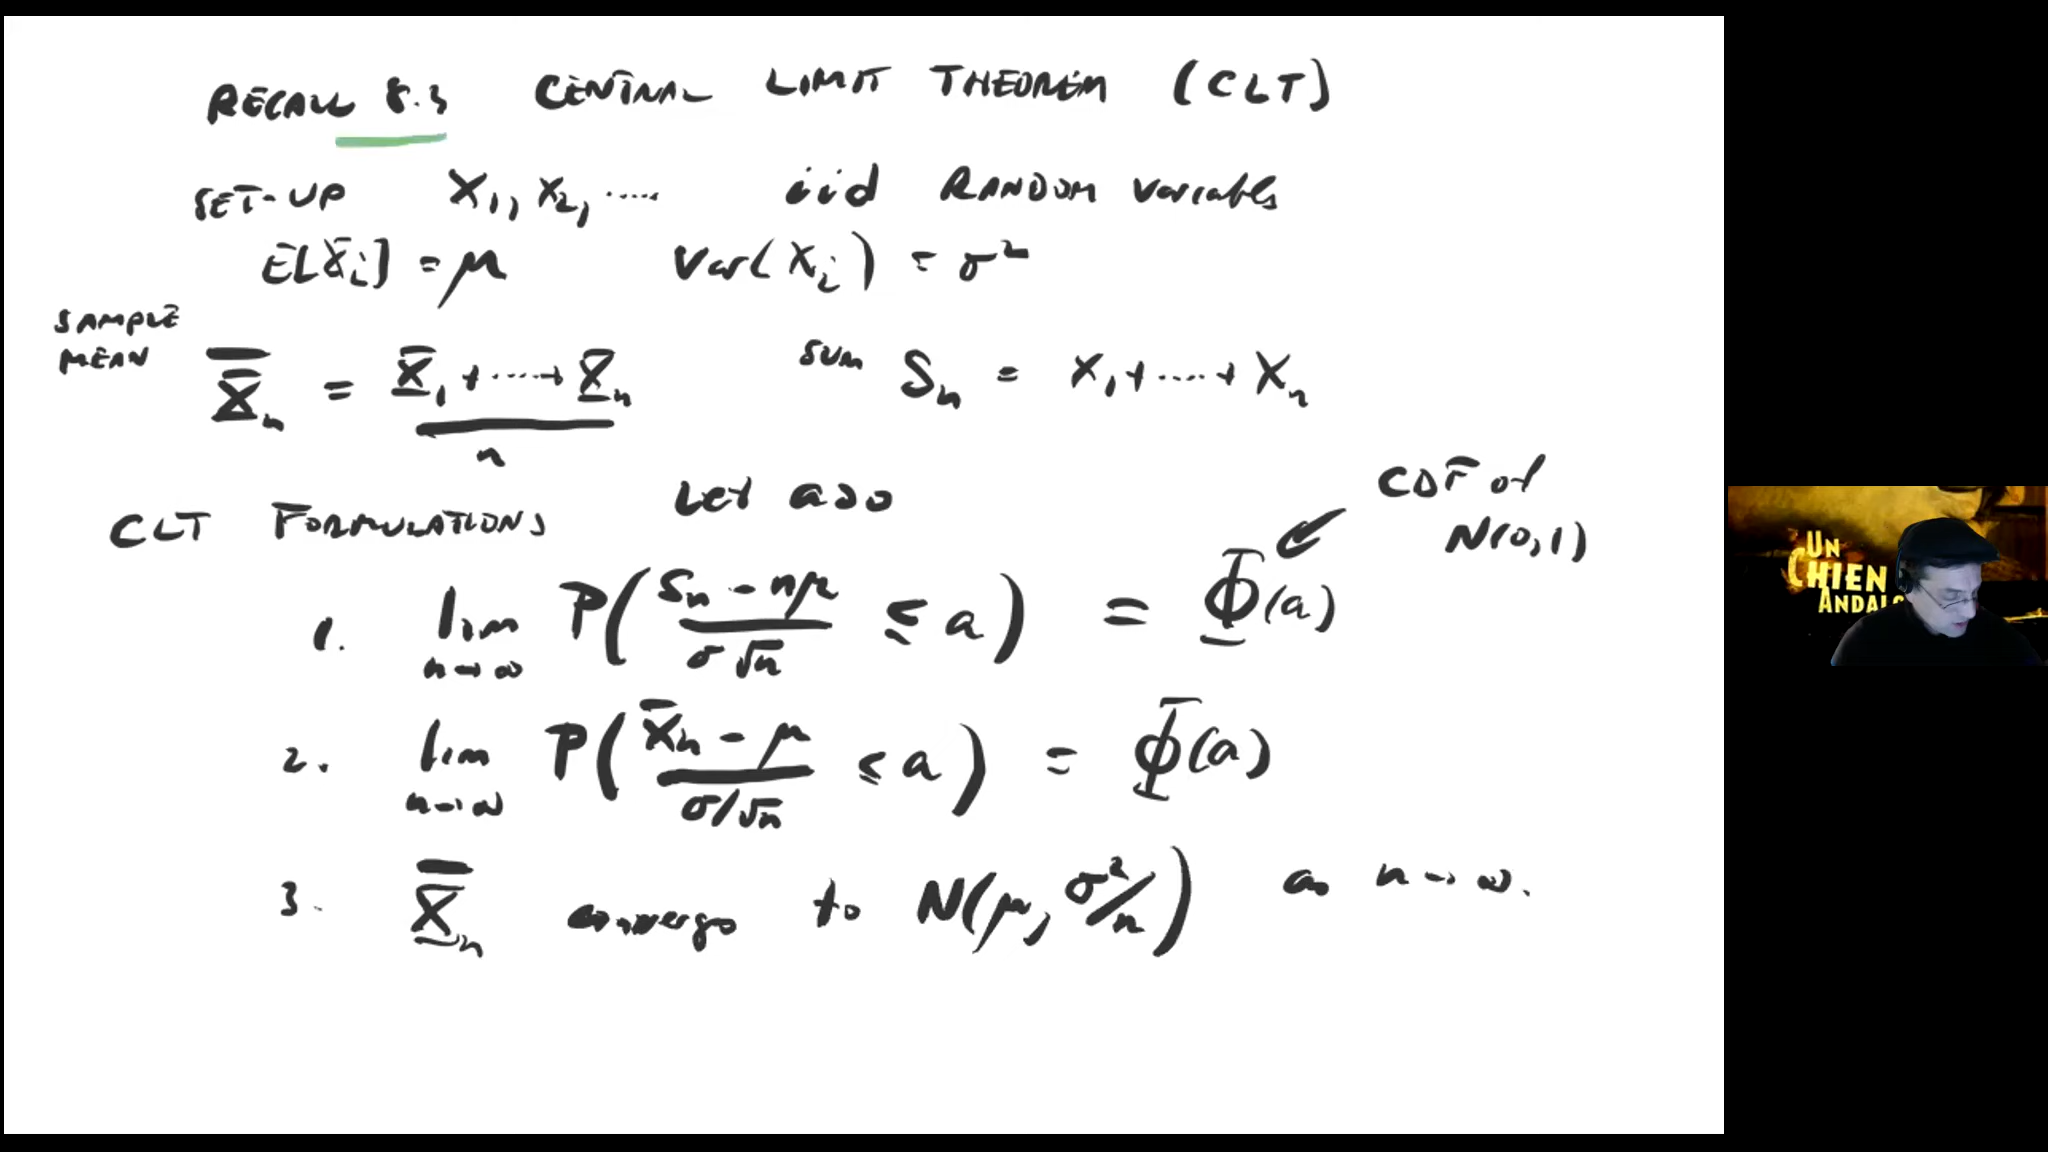 RECALL 8.3 CENTRAL LIMIT THEOREM (CLT)
SET-UP X₁, X₂, ..... iid RANDOM Variables
E[Xᵢ] = μ Var(Xᵢ) = σ²
SAMPLE MEAN X̄ₙ = (X₁ + ..... + Xₙ) / n SUM Sₙ = X₁ + ..... + Xₙ
CLT FORMULATIONS Let a>0
CDF of N(0,1)
1. lim n→∞ P( (Sₙ - nμ) / (σ√n) ≤ a ) = Φ(a)
2. lim n→∞ P( (X̄ₙ - μ) / (σ/√n) ≤ a ) = Φ(a)
3. X̄ₙ converges to N(μ, σ²/n) as n→∞.
UN
CHIEN